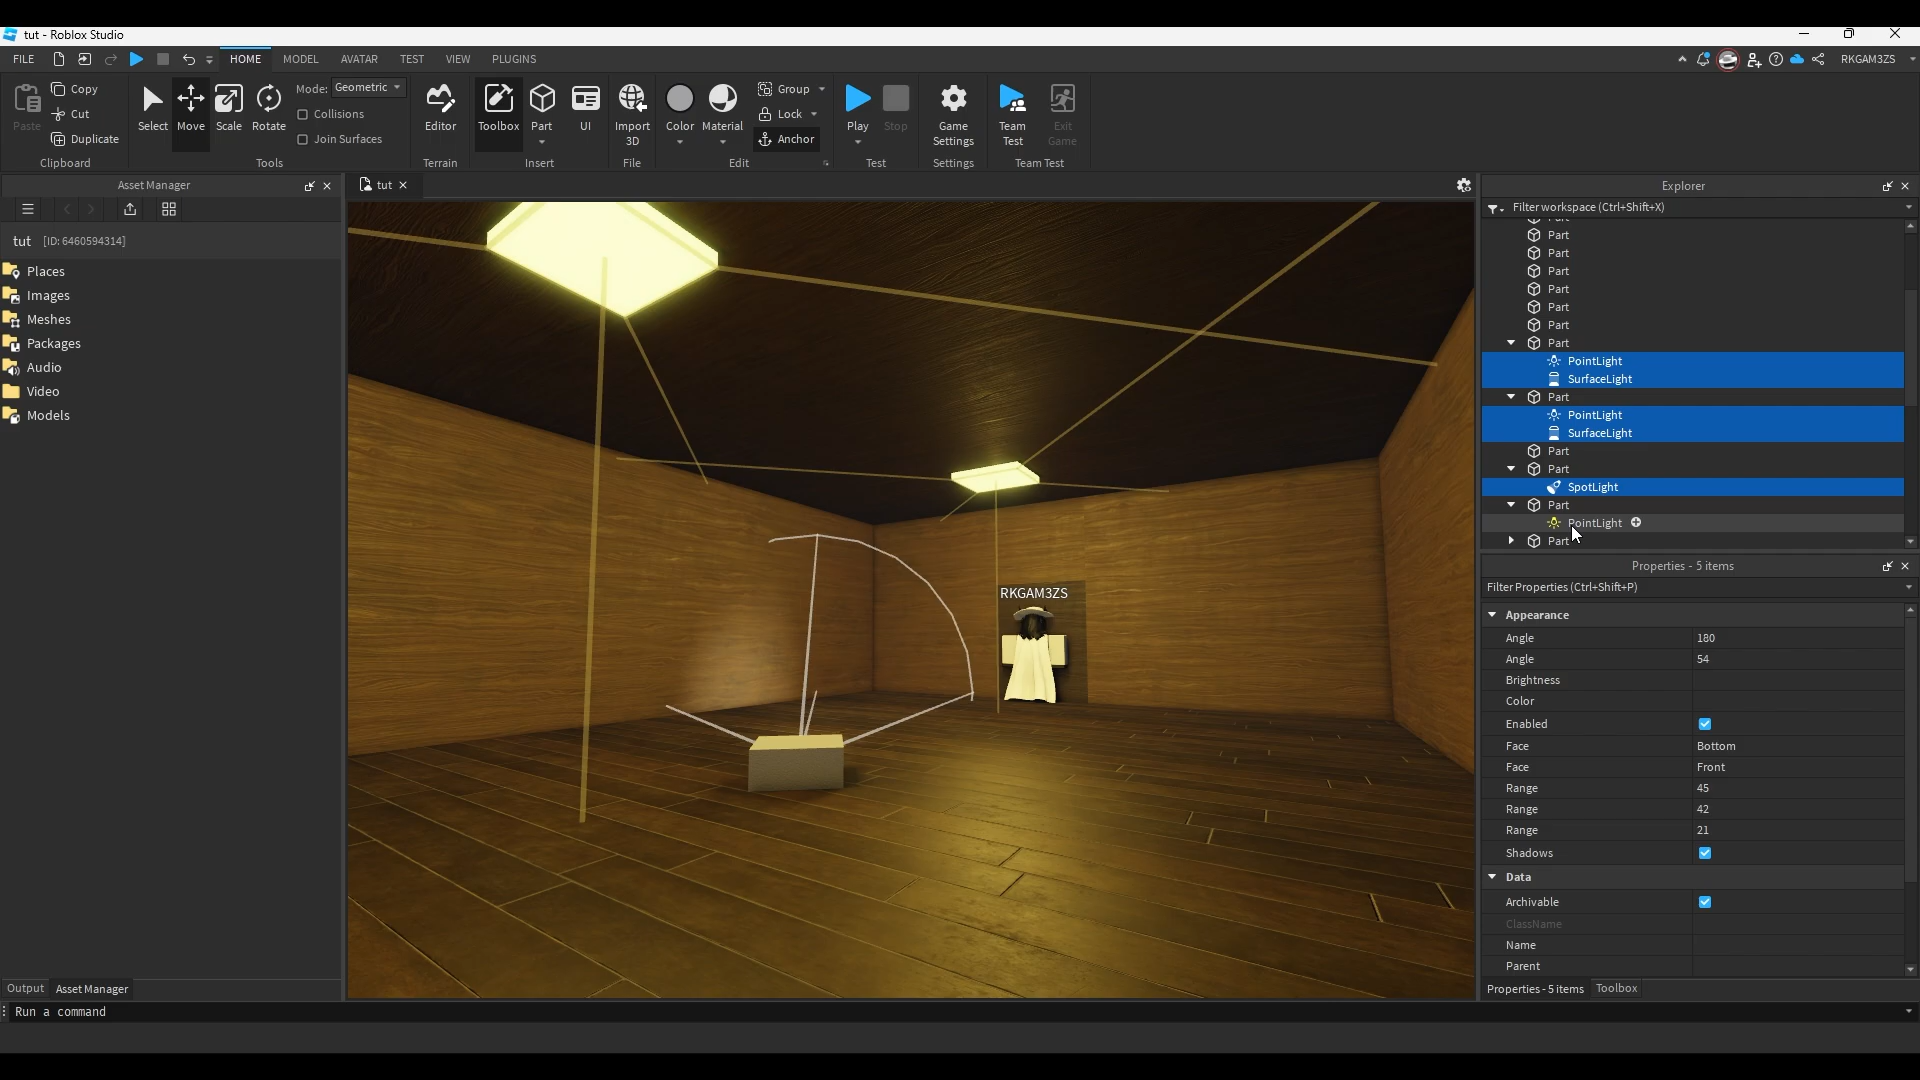 tut - Roblox Studio
FILE HOME MODEL AVATAR TEST VIEW PLUGINS RKGAM3ZS
Paste Copy Cut Duplicate Clipboard
Select Move Scale Rotate Mode: Geometric Collisions Join Surfaces Tools
Editor Terrain
Toolbox Part UI Insert
Import 3D File
Color Material Group Lock Anchor Edit
Play Stop Test
Game Settings Settings
Team Test Exit Game Team Test
Asset Manager
tut [ID: 6460594314]
Places
Images
Meshes
Packages
Audio
Video
Models
Output Asset Manager
tut
RKGAM3ZS
Explorer
Filter workspace (Ctrl+Shift+X)
Part
Part
Part
Part
Part
Part
Part
PointLight
SurfaceLight
Part
PointLight
SurfaceLight
Part
Part
SpotLight
Part
PointLight
Part
Properties - 5 items
Filter Properties (Ctrl+Shift+P)
Appearance
Angle 180
Angle 54
Brightness
Color
Enabled
Face Bottom
Face Front
Range 45
Range 42
Range 21
Shadows
Data
Archivable
ClassName
Name
Parent
Properties - 5 items Toolbox
Run a command